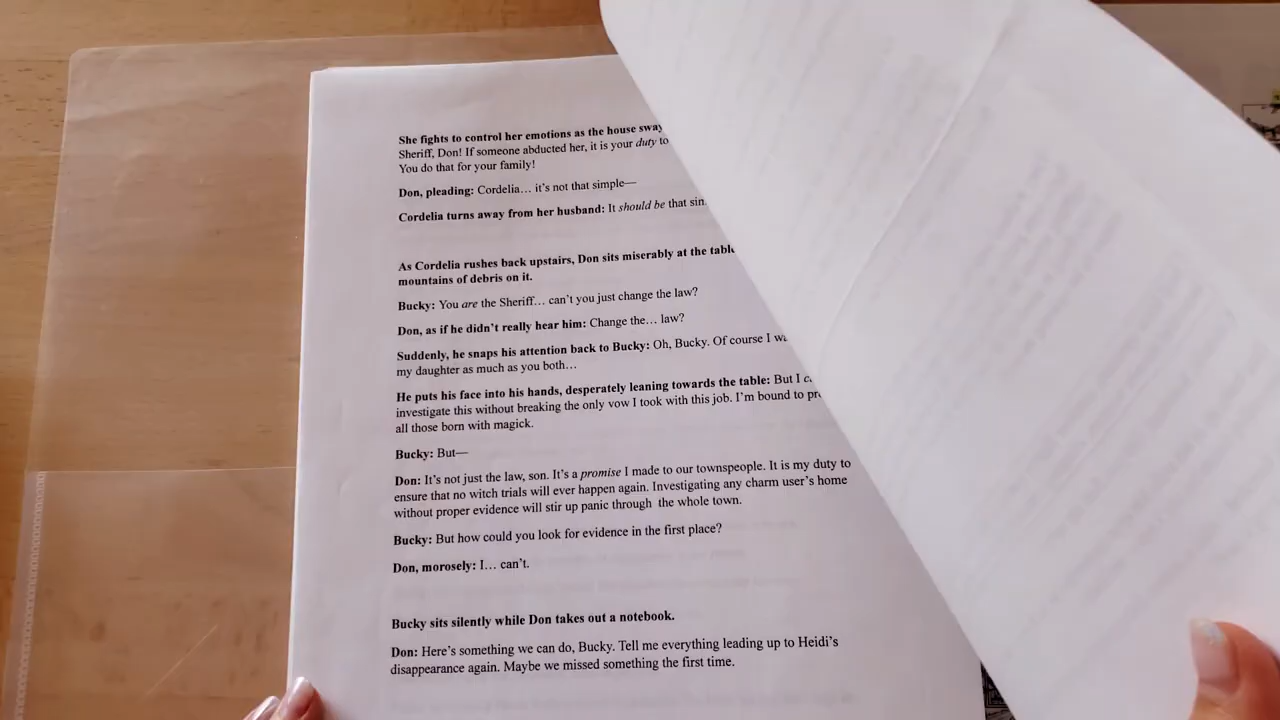 She fights to control her emotions as the house sway
Sheriff, Don! If someone abducted her, it is your duty to
You do that for your family!
Don, pleading: Cordelia… it's not that simple—
Cordelia turns away from her husband: It should be that
As Cordelia rushes back upstairs, Don sits miserably at the table
mountains of debris on it.
Bucky: You are the Sheriff… can't you just change the law?
Don, as if he didn't really hear him: Change the… law?
Suddenly, he snaps his attention back to Bucky: Oh, Bucky. Of course I
my daughter as much as you both…
He puts his face into his hands, desperately leaning towards the table: But I
investigate this without breaking the only vow I took with this job. I'm bound to
all those born with magick.
Bucky: But—
Don: It's not just the law, son. It's a promise I made to our townspeople. It is my duty to
ensure that no witch trials will ever happen again. Investigating any charm user's home
without proper evidence will stir up panic through the whole town.
Bucky: But how could you look for evidence in the first place?
Don, morosely: I… can't.
Bucky sits silently while Don takes out a notebook.
Don: Here's something we can do, Bucky. Tell me everything leading up to Heidi's
disappearance again. Maybe we missed something the first time.